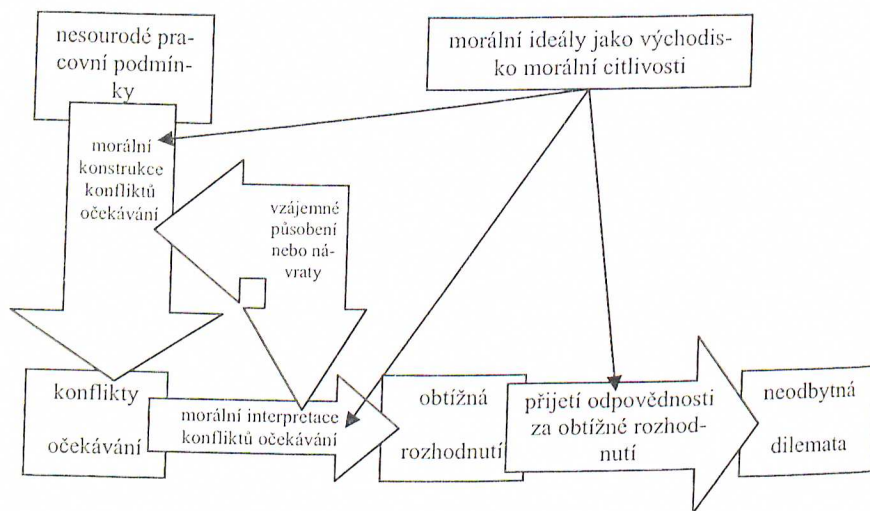 nesourodé pra-
covní podmín-
ky
morální ideály jako východis-
ko morální citlivosti
morální
konstrukce
konfliktů
očekávání
vzájemné
působení
nebo ná-
vraty
konflikty
očekávání
morální interpretace
konfliktů očekávání
obtížná
rozhodnutí
přijetí odpovědnosti
za obtížné rozhod-
nutí
neodbytná
dilemata